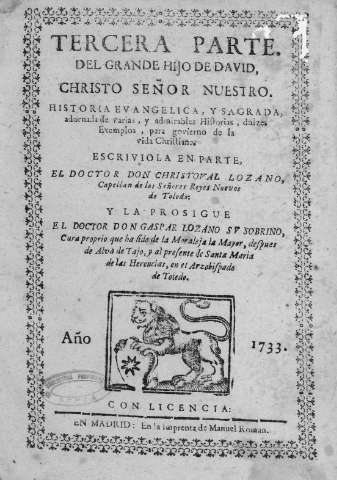 TERCERA PARTE.
DEL GRANDE HIJO DE DAVID,
CHRISTO SEÑOR NUESTRO.
HISTORIA EVANGELICA, Y SAGRADA,
adornada de varias, y admirables Historias, dulzes
Exemplos, para govierno de la
vida Christiana.
ESCRIVIOLA EN PARTE,
EL DOCTOR DON CHRISTOVAL LOZANO,
Capellan de los Señores Reyes Nuevos
de Toledo;
Y LA PROSIGUE
EL DOCTOR DON GASPAR LOZANO SV SOBRINO,
Cura proprio que ha sido de la Moraleja la Mayor, despues
de Alva de Tajo, y al presente de Santa Maria
de las Herencias, en el Arzobispado
de Toledo.
Año 1733.
CON LICENCIA:
EN MADRID: En la Imprenta de Manuel Roman.